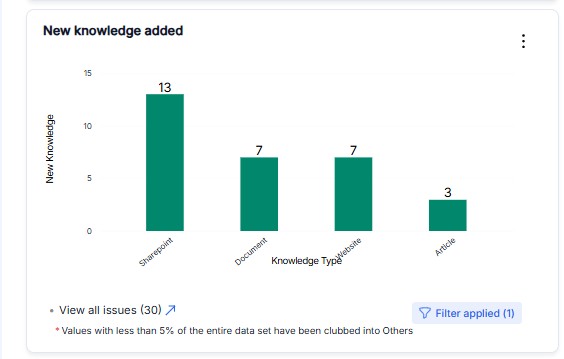 New knowledge added
15
10
5
0
New Knowledge
13
7
7
3
Sharepoint
Document
Website
Article
Knowledge Type
• View all issues (30)
Filter applied (1)
* Values with less than 5% of the entire data set have been clubbed into Others